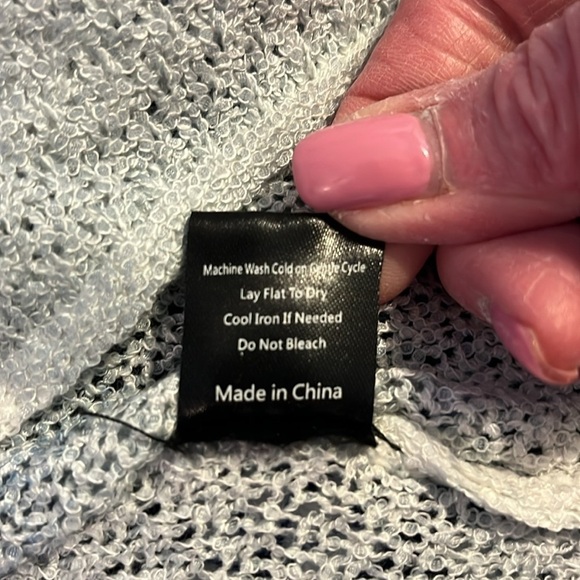 Machine Wash Cold on Gentle Cycle
Lay Flat To Dry
Cool Iron If Needed
Do Not Bleach
Made in China